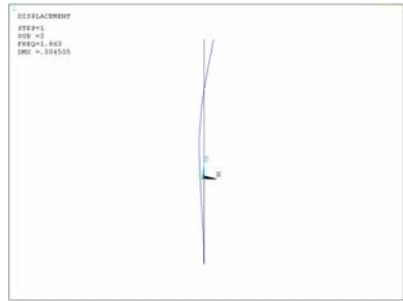 DISPLACEMENT
STEP=1
SUB =3
FREQ=1.863
DMX =.004505
Z
X